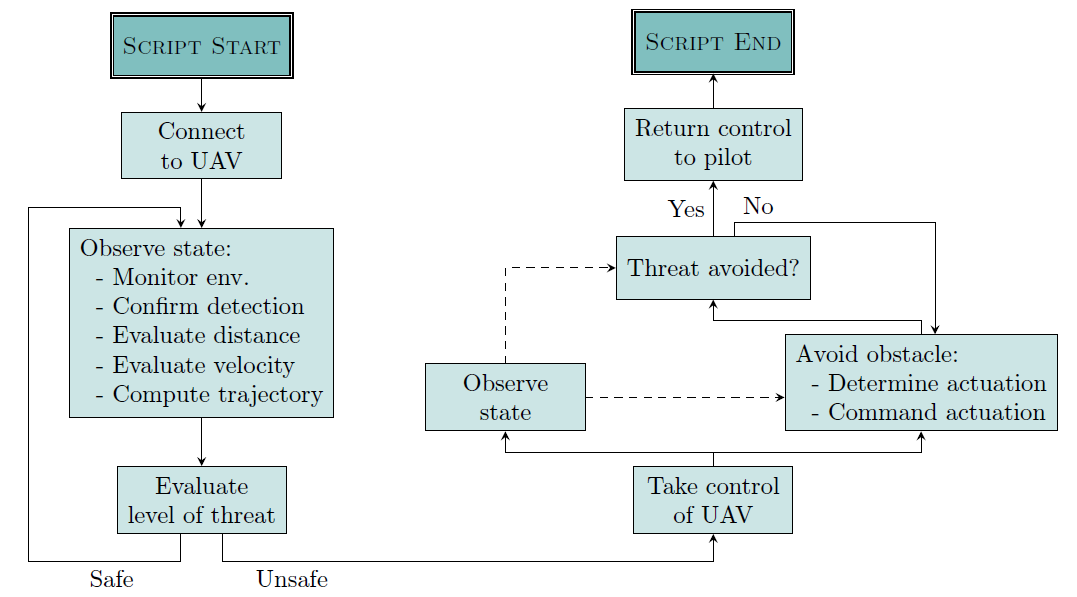 SCRIPT START
Connect
to UAV
Observe state:
- Monitor env.
- Confirm detection
- Evaluate distance
- Evaluate velocity
- Compute trajectory
Evaluate
level of threat
Safe
Unsafe
SCRIPT END
Return control
to pilot
Yes
No
Threat avoided?
Observe
state
Avoid obstacle:
- Determine actuation
- Command actuation
Take control
of UAV